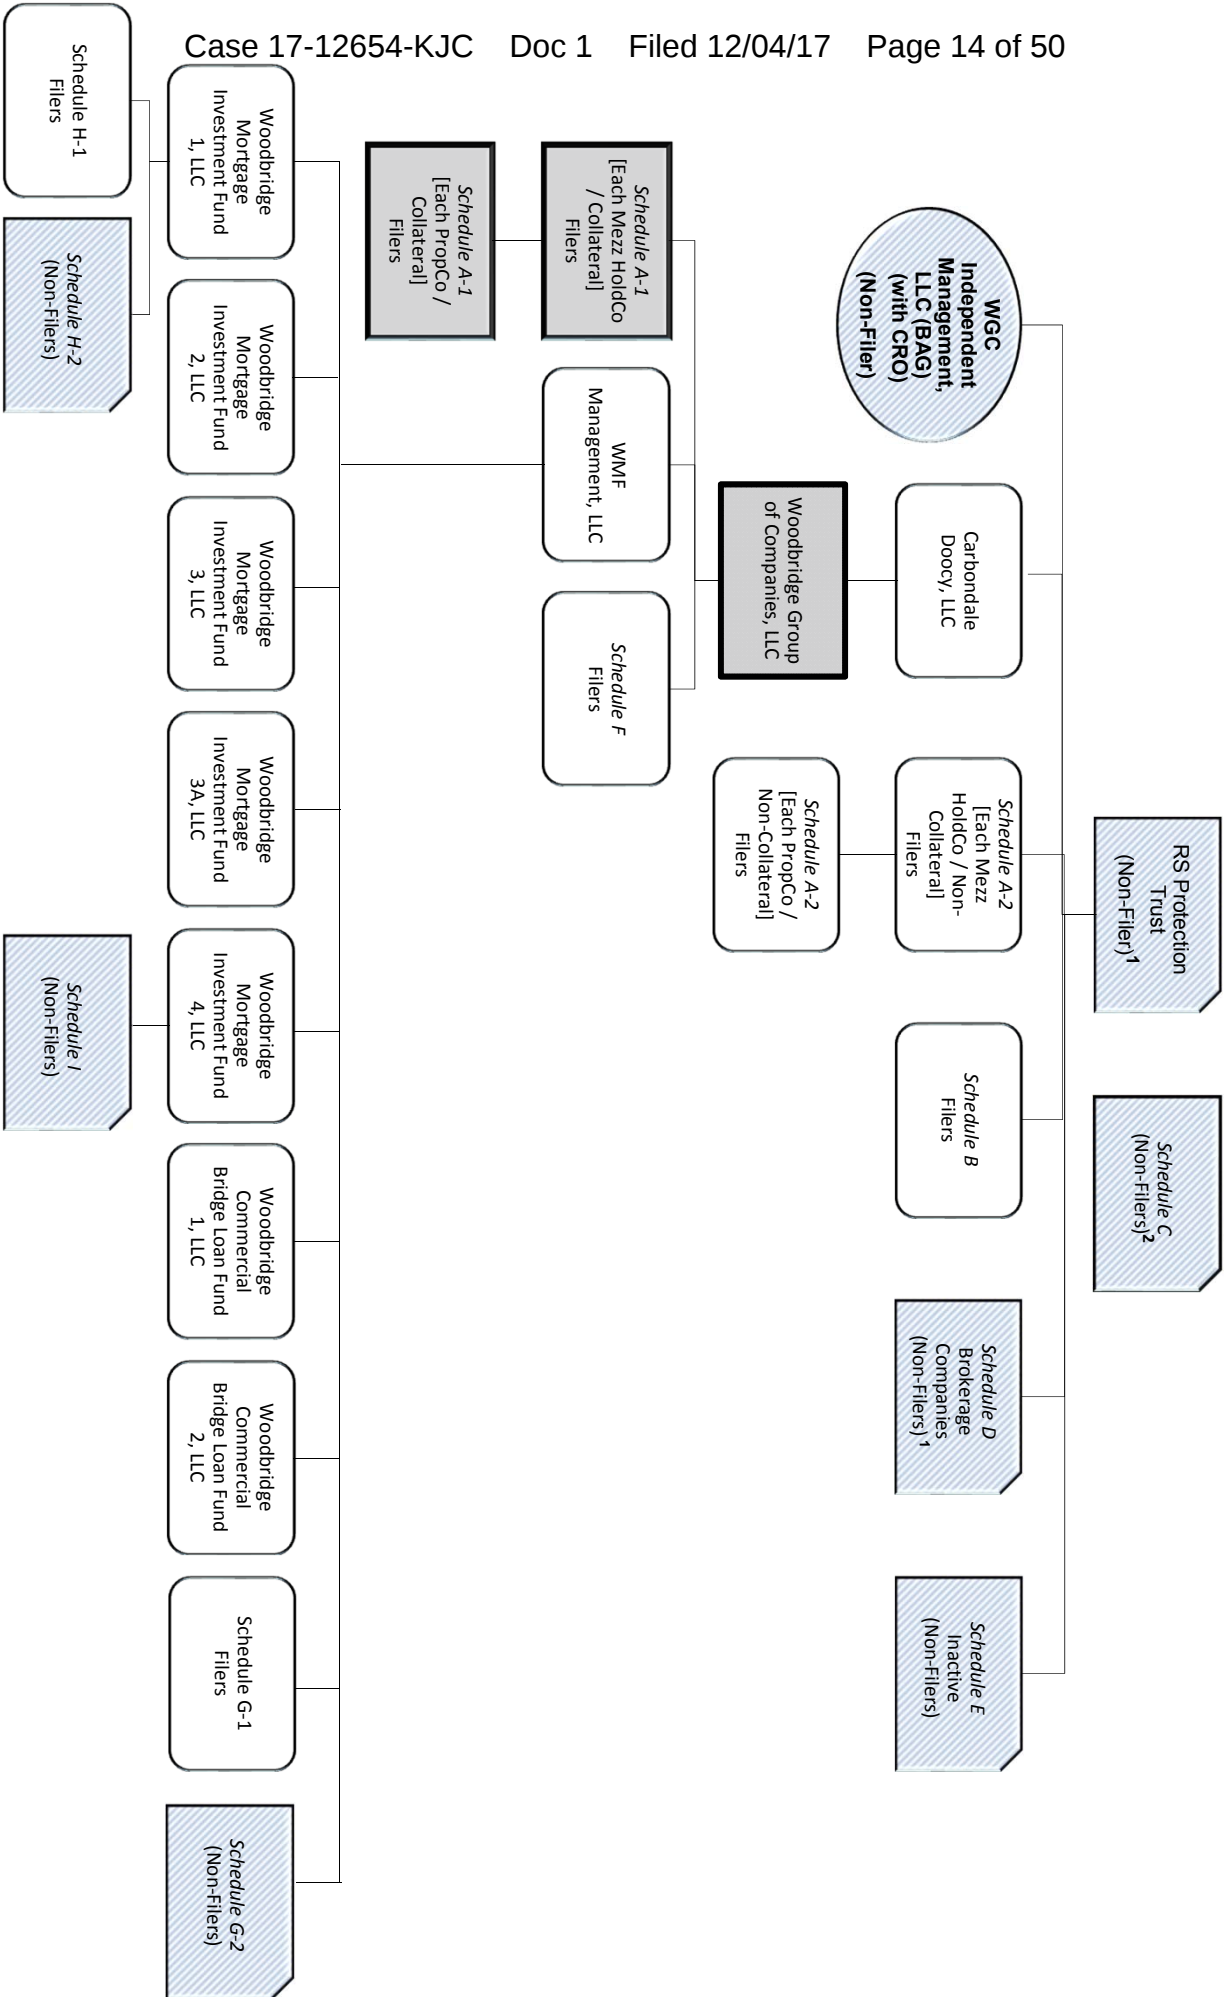 Case 17-12654-KJC Doc 1 Filed 12/04/17 Page 14 of 50
RS Protection
Trust
(Non-Filer)1
Schedule C
(Non-Filers)2
WGC
Independent
Management,
LLC (BAG)
(with CRO)
(Non-Filer)
Carbondale
Doocy, LLC
Schedule A-2
[Each Mezz
HoldCo / Non-
Collateral]
Filers
Schedule B
Filers
Schedule D
Brokerage
Companies
(Non-Filers)1
Schedule E
Inactive
(Non-Filers)
Woodbridge Group
of Companies, LLC
Schedule A-2
[Each PropCo /
Non-Collateral]
Filers
Schedule A-1
[Each Mezz HoldCo
/ Collateral]
Filers
WMF
Management, LLC
Schedule F
Filers
Schedule A-1
[Each PropCo /
Collateral]
Filers
Woodbridge
Mortgage
Investment Fund
1, LLC
Woodbridge
Mortgage
Investment Fund
2, LLC
Woodbridge
Mortgage
Investment Fund
3, LLC
Woodbridge
Mortgage
Investment Fund
3A, LLC
Woodbridge
Mortgage
Investment Fund
4, LLC
Woodbridge
Commercial
Bridge Loan Fund
1, LLC
Woodbridge
Commercial
Bridge Loan Fund
2, LLC
Schedule G-1
Filers
Schedule G-2
(Non-Filers)
Schedule H-1
Filers
Schedule H-2
(Non-Filers)
Schedule I
(Non-Filers)